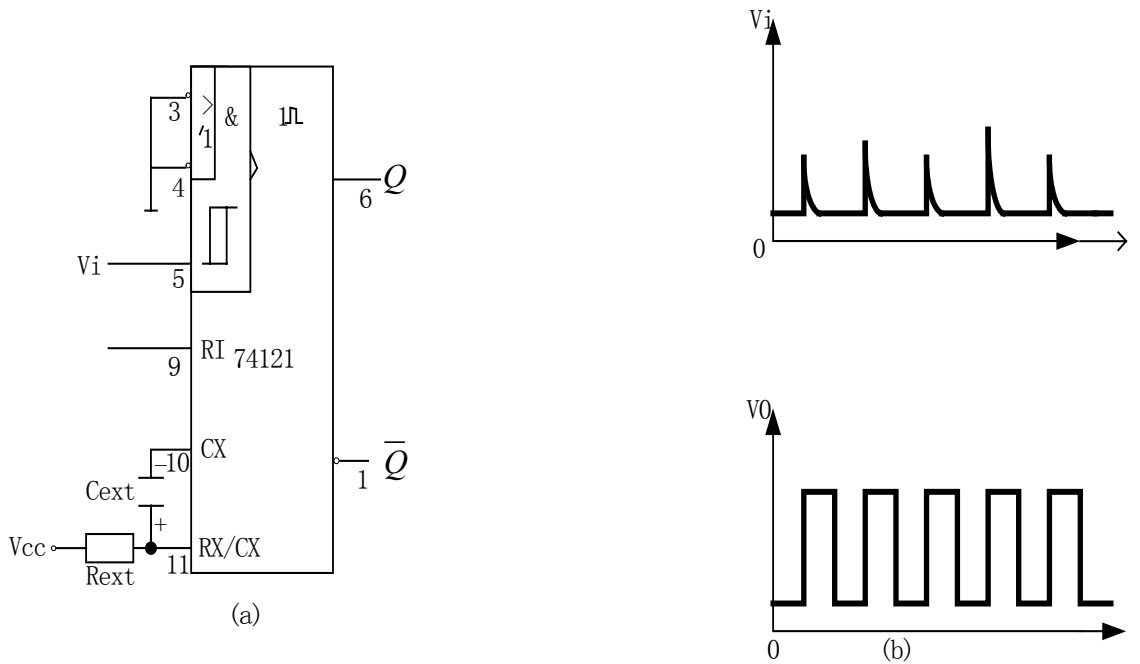 3
>
′1
&
1
4
Q
6
Vi
5
RI
74121
9
CX
–10
Cext
+
Q̅
1
Vcc
RX/CX
11
Rext
(a)
Vi
0
V0
0
(b)